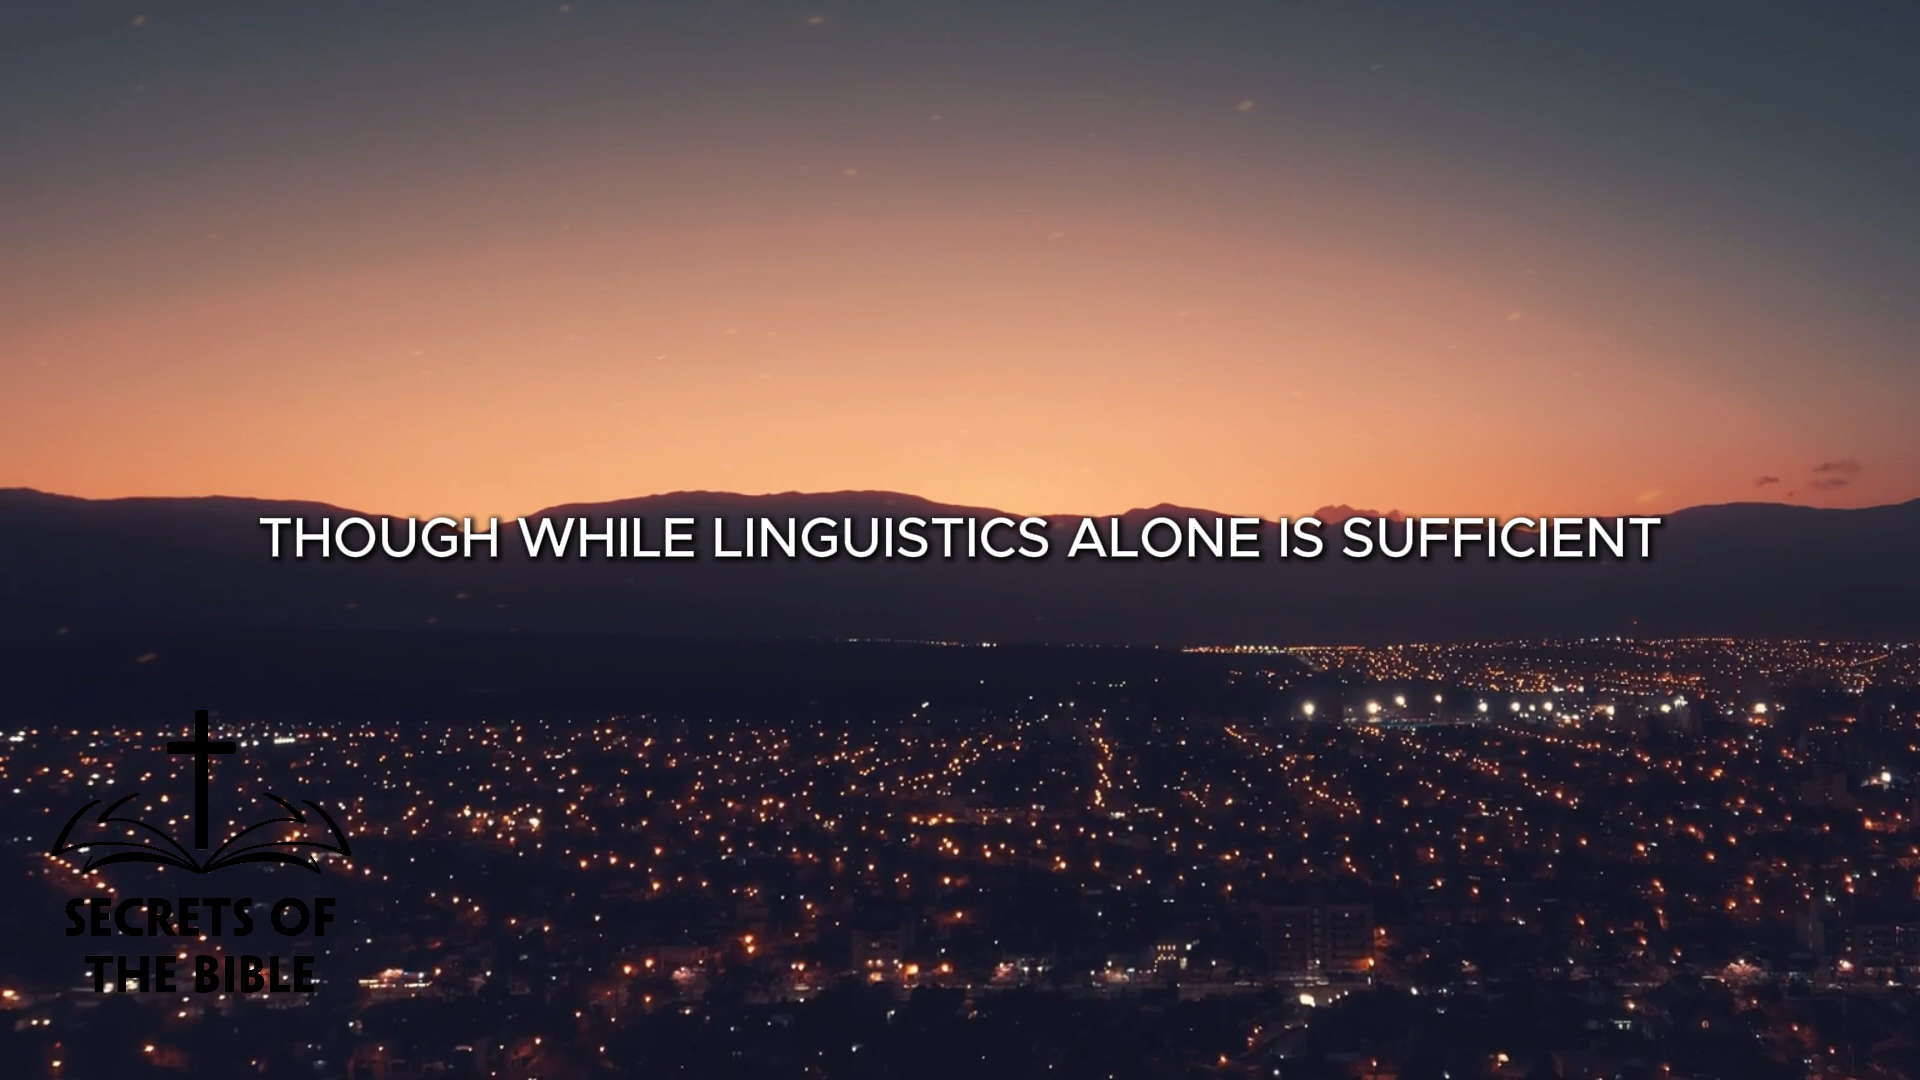 THOUGH WHILE LINGUISTICS ALONE IS SUFFICIENT
SECRETS OF
THE BIBLE